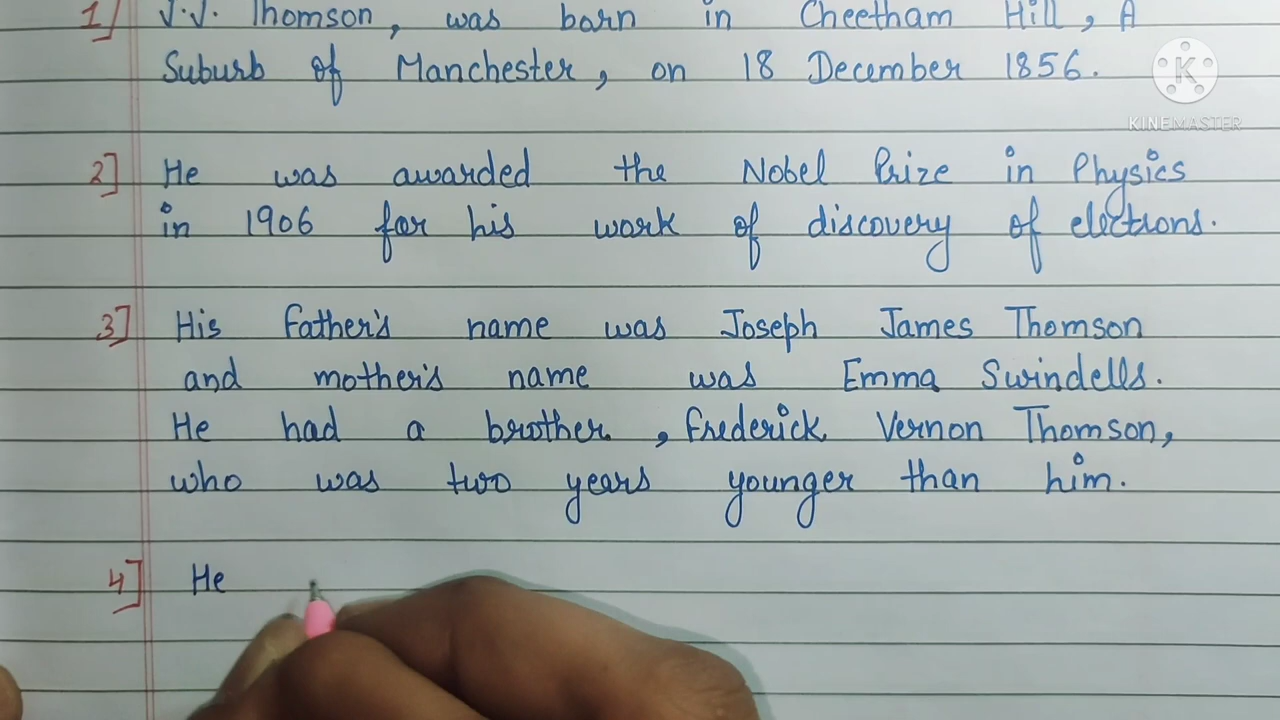 1] J.J. Thomson, was born in Cheetham Hill, A
Suburb of Manchester, on 18 December 1856.
KINEMASTER
2] He was awarded the Nobel Prize in Physics
in 1906 for his work of discovery of elections.
3] His father's name was Joseph James Thomson
and mother's name was Emma Swindells.
He had a brother, Frederick Vernon Thomson,
who was two years younger than him.
4] He